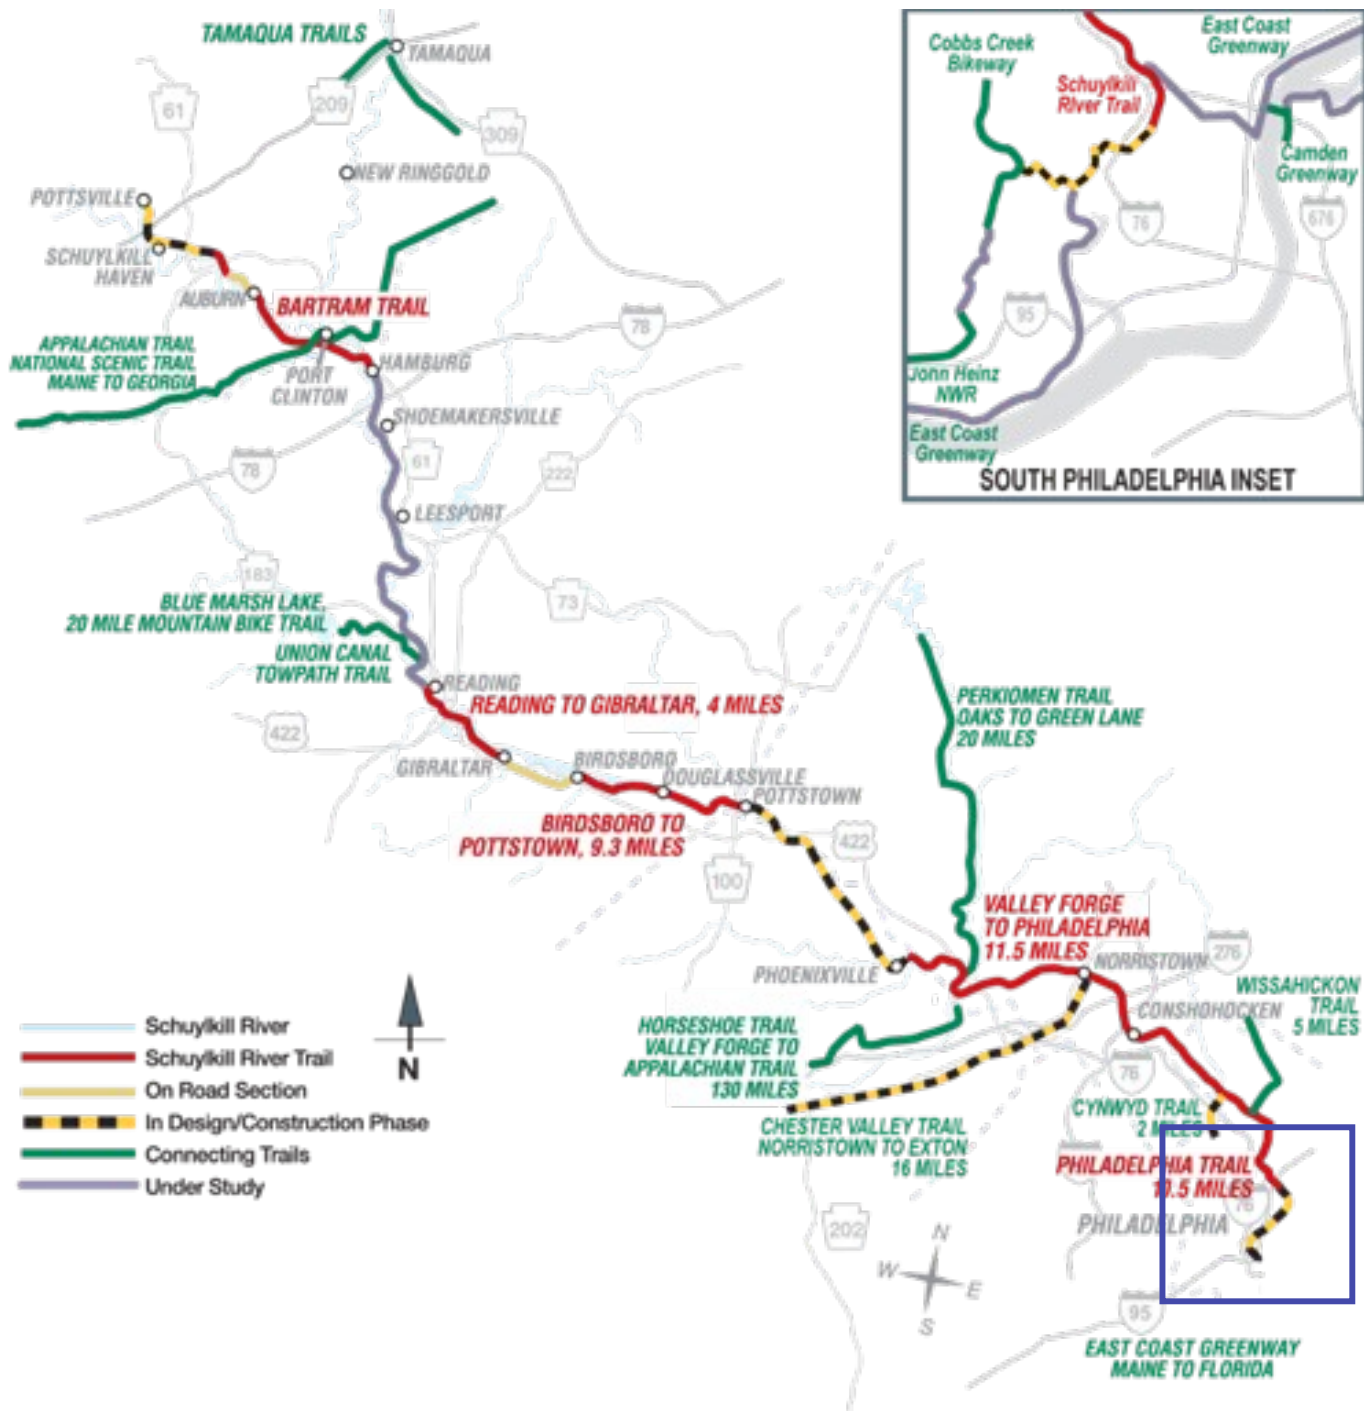 TAMAQUA TRAILS
TAMAQUA
61
209
309
NEW RINGGOLD
POTTSVILLE
SCHUYLKILL
HAVEN
AUBURN
BARTRAM TRAIL
78
APPALACHIAN TRAIL
NATIONAL SCENIC TRAIL
MAINE TO GEORGIA
PORT
CLINTON
HAMBURG
SHOEMAKERSVILLE
78
61
222
LEESPORT
183
73
BLUE MARSH LAKE,
20 MILE MOUNTAIN BIKE TRAIL
UNION CANAL
TOWPATH TRAIL
READING
READING TO GIBRALTAR, 4 MILES
422
GIBRALTAR
BIRDSBORO
DOUGLASSVILLE
POTTSTOWN
BIRDSBORO TO
POTTSTOWN, 9.3 MILES
422
100
PERKIOMEN TRAIL
OAKS TO GREEN LANE
20 MILES
VALLEY FORGE
TO PHILADELPHIA
11.5 MILES
PHOENIXVILLE
NORRISTOWN
276
CONSHOHOCKEN
WISSAHICKON
TRAIL
5 MILES
HORSESHOE TRAIL
VALLEY FORGE TO
APPALACHIAN TRAIL
130 MILES
76
CYNWYD TRAIL
2 MILES
CHESTER VALLEY TRAIL
NORRISTOWN TO EXTON
16 MILES
PHILADELPHIA TRAIL
11.5 MILES
76
PHILADELPHIA
202
N
W
E
S
95
EAST COAST GREENWAY
MAINE TO FLORIDA
N
Schuylkill River
Schuylkill River Trail
On Road Section
In Design/Construction Phase
Connecting Trails
Under Study
Cobbs Creek
Bikeway
East Coast
Greenway
Schuylkill
River Trail
Camden
Greenway
76
676
95
John Heinz
NWR
East Coast
Greenway
SOUTH PHILADELPHIA INSET